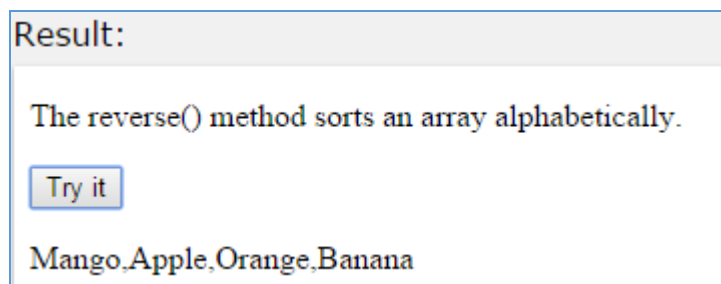 Result:
The reverse() method sorts an array alphabetically.
Try it
Mango,Apple,Orange,Banana